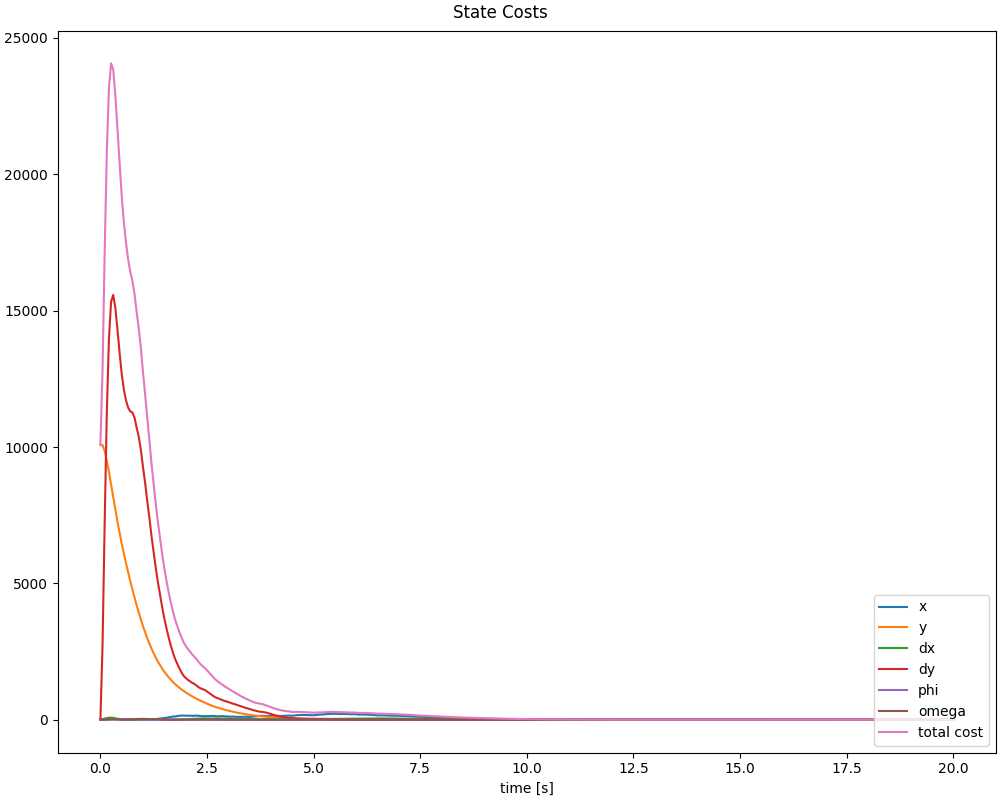 State Costs
25000
20000
15000
10000
5000
0
x
y
dx
dy
phi
omega
total cost
0.0 2.5 5.0 7.5 10.0 12.5 15.0 17.5 20.0
time [s]